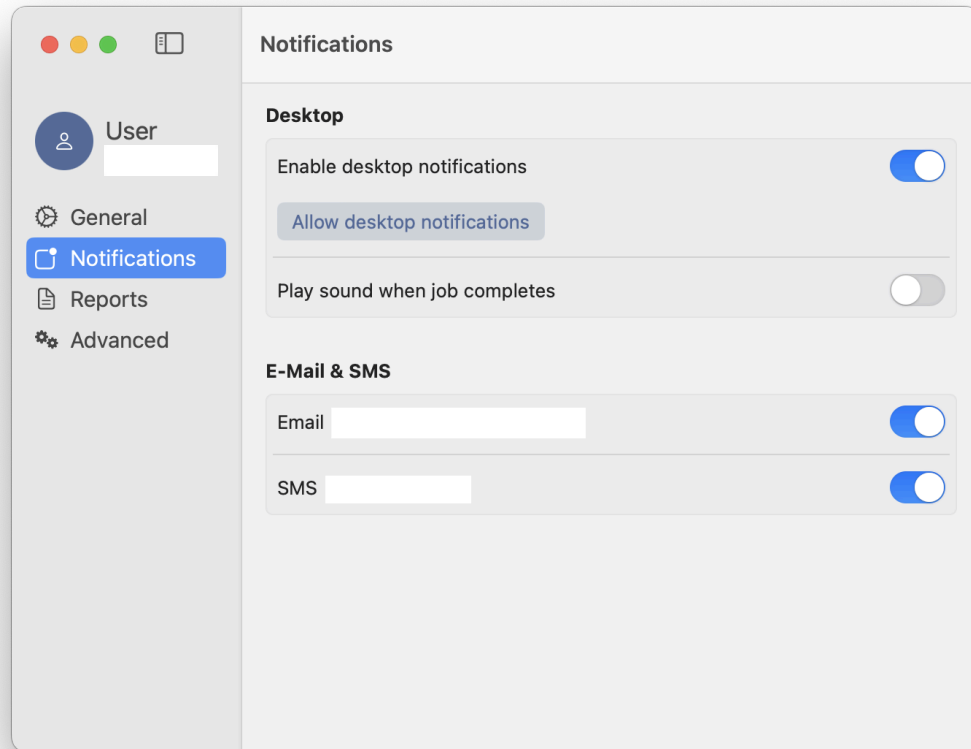 Notifications
User
General
Notifications
Reports
Advanced
Desktop
Enable desktop notifications
Allow desktop notifications
Play sound when job completes
E-Mail & SMS
Email
SMS